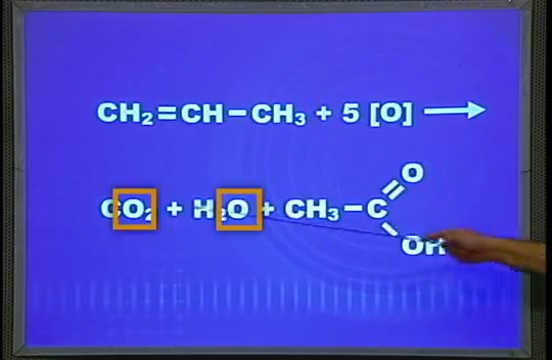 CH₂=CH−CH₃ + 5 [O] ⟶
CO₂ + H₂O + CH₃−C
O
OH